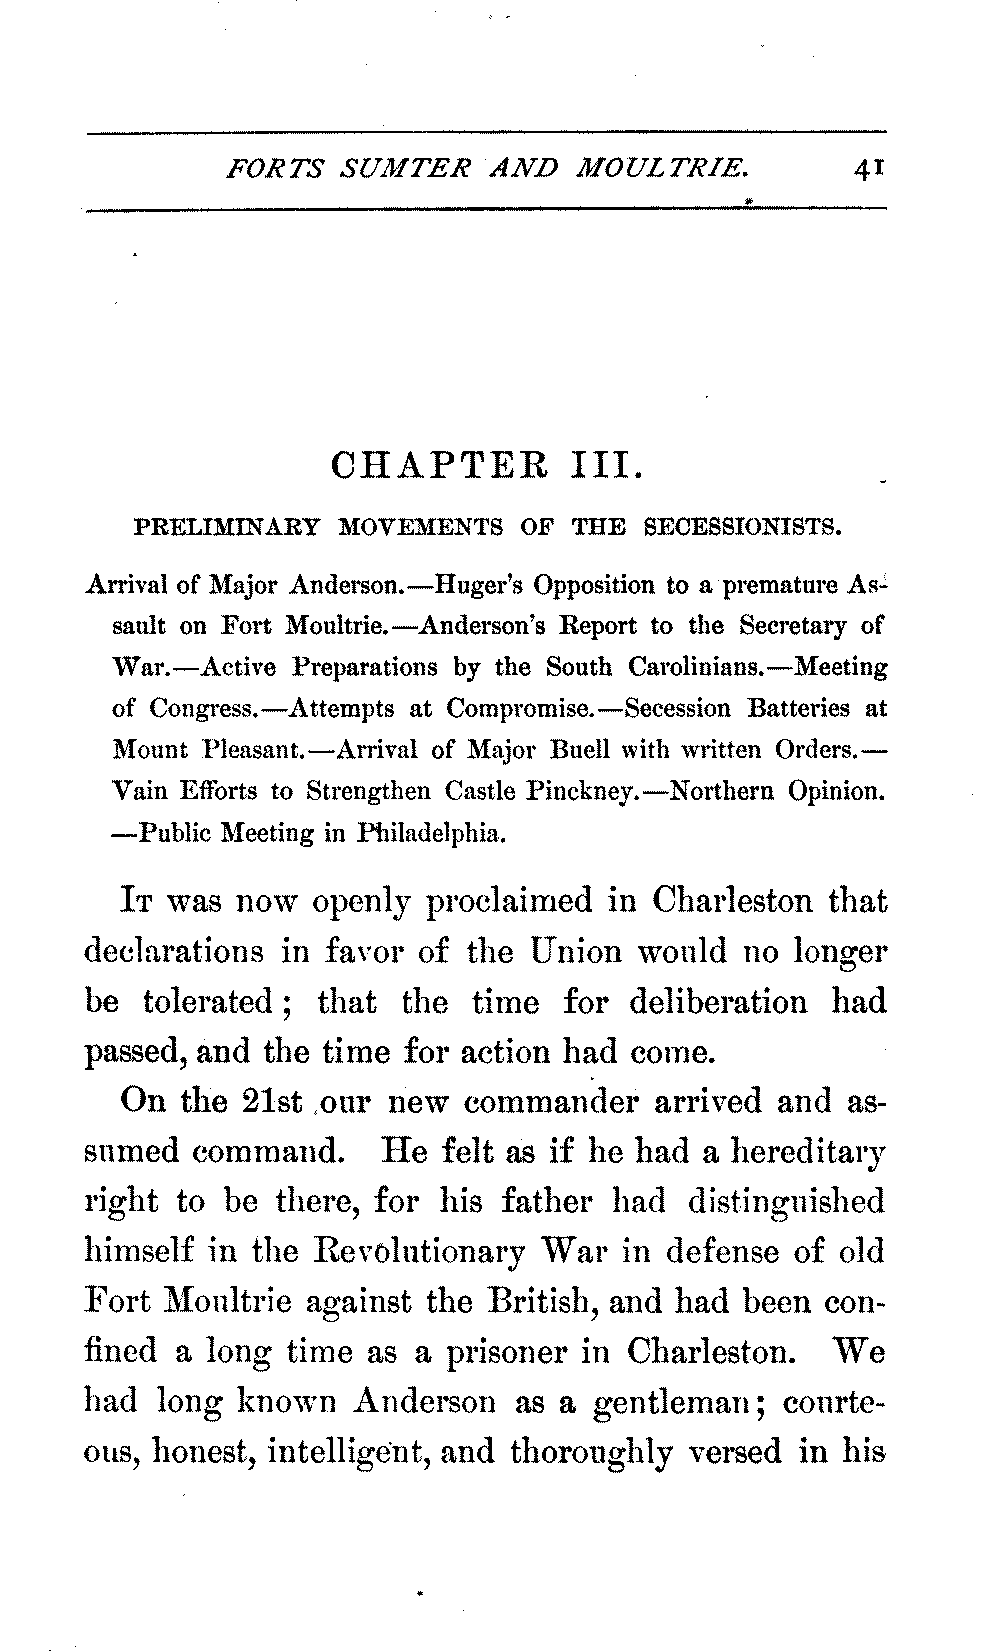 FORTS SUMTER AND MOULTRIE. 41
CHAPTER III.
PRELIMINARY MOVEMENTS OF THE SECESSIONISTS.
Arrival of Major Anderson.—Huger's Opposition to a premature As-
sault on Fort Moultrie.—Anderson's Report to the Secretary of
War.—Active Preparations by the South Carolinians.—Meeting
of Congress.—Attempts at Compromise.—Secession Batteries at
Mount Pleasant.—Arrival of Major Buell with written Orders.—
Vain Efforts to Strengthen Castle Pinckney.—Northern Opinion.
—Public Meeting in Philadelphia.
It was now openly proclaimed in Charleston that
declarations in favor of the Union would no longer
be tolerated; that the time for deliberation had
passed, and the time for action had come.
On the 21st our new commander arrived and as-
sumed command. He felt as if he had a hereditary
right to be there, for his father had distinguished
himself in the Revolutionary War in defense of old
Fort Moultrie against the British, and had been con-
fined a long time as a prisoner in Charleston. We
had long known Anderson as a gentleman; courte-
ous, honest, intelligent, and thoroughly versed in his